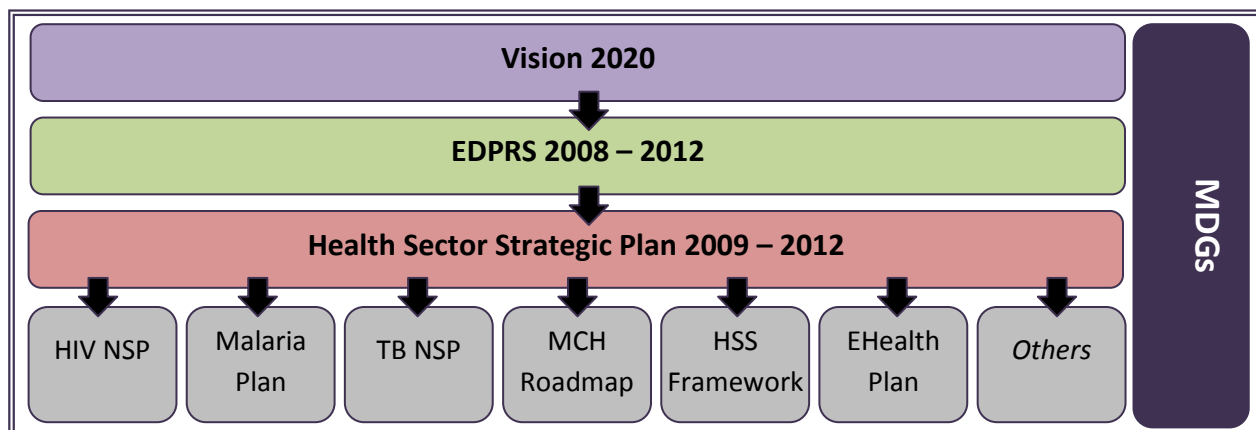 Vision 2020
EDPRS 2008 – 2012
Health Sector Strategic Plan 2009 – 2012
HIV NSP
Malaria
Plan
TB NSP
MCH
Roadmap
HSS
Framework
EHealth
Plan
Others
MDGs